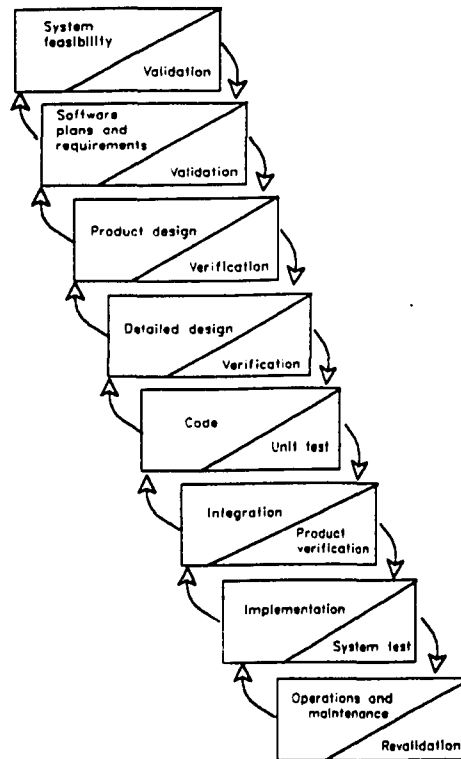 System
feasibility
Validation
Software
plans and
requirements
Validation
Product design
Verification
Detailed design
Verification
Code
Unit test
Integration
Product
verification
Implementation
System test
Operations and
maintenance
Revalidation